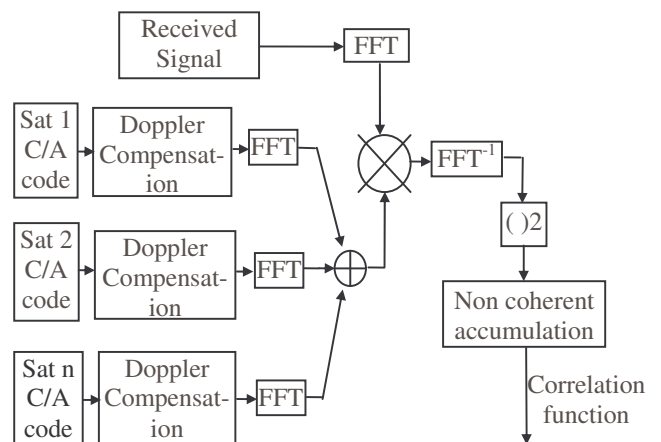 Received
Signal
FFT
Sat 1
C/A
code
Doppler
Compensat-
ion
FFT
FFT-1
( )2
Sat 2
C/A
code
Doppler
Compensat-
ion
FFT
Non coherent
accumulation
Sat n
C/A
code
Doppler
Compensat-
ion
FFT
Correlation
function